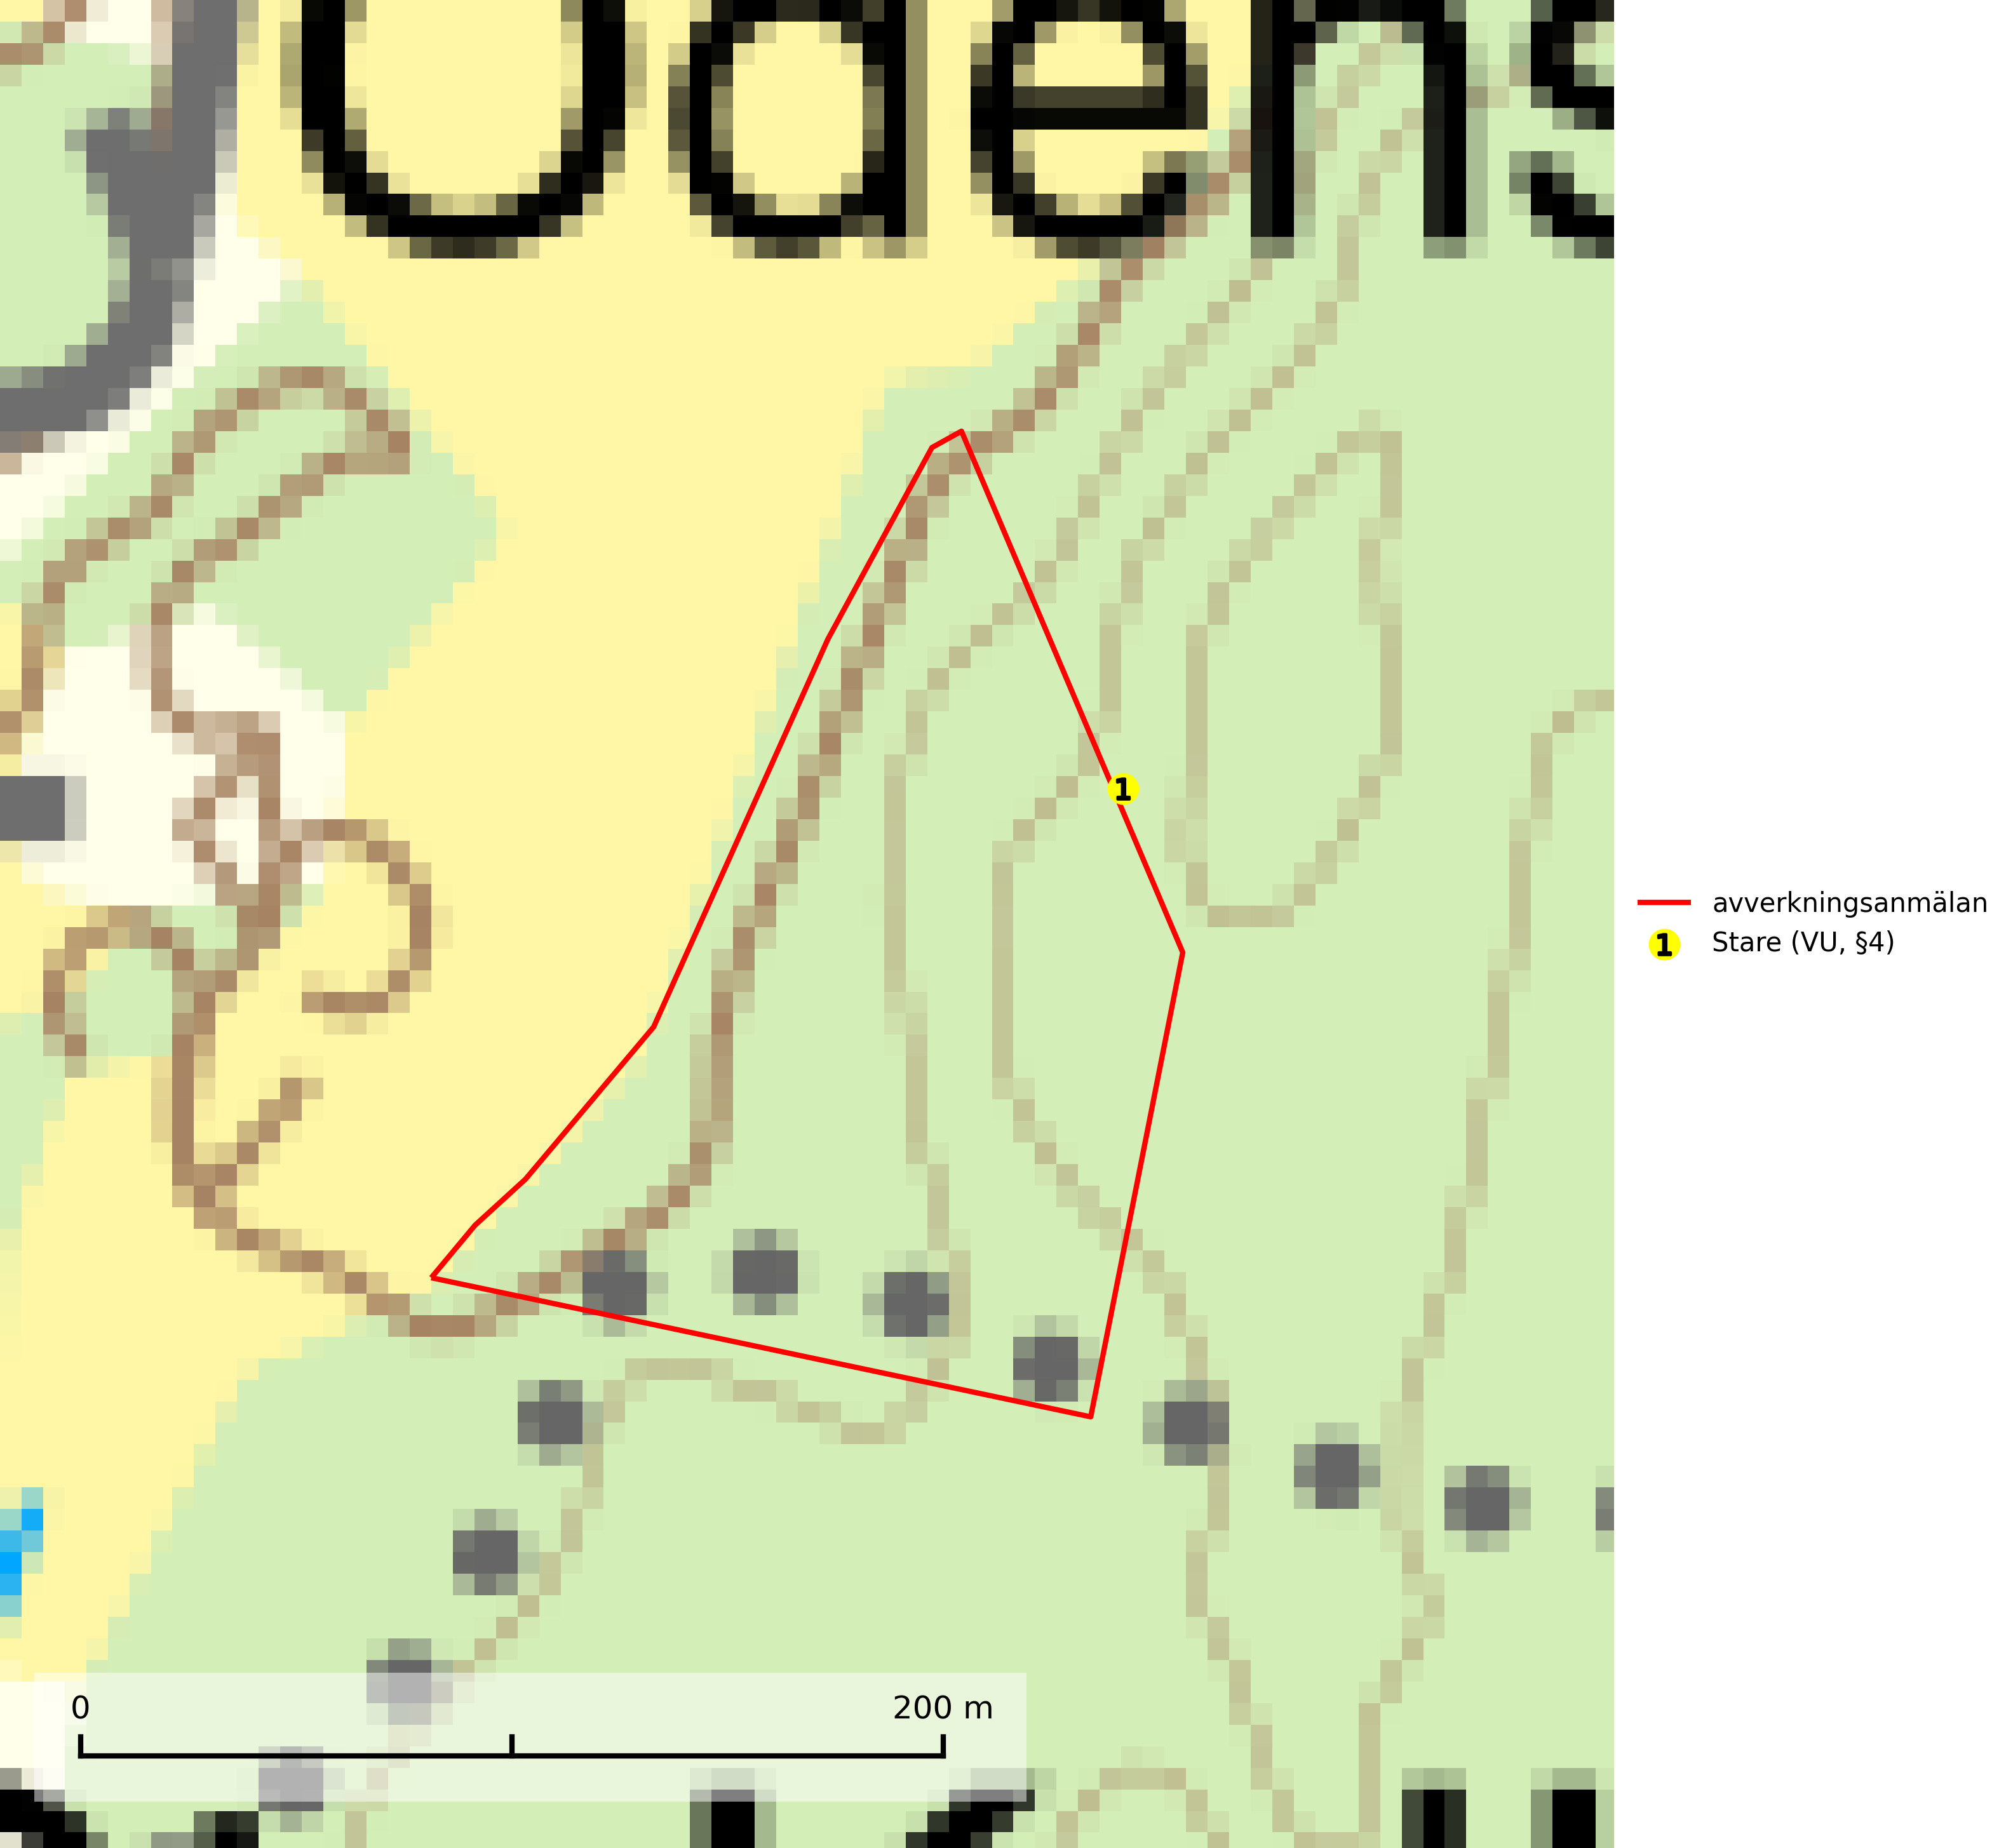 1
avverkningsanmälan
1 Stare (VU, §4)
0 200 m